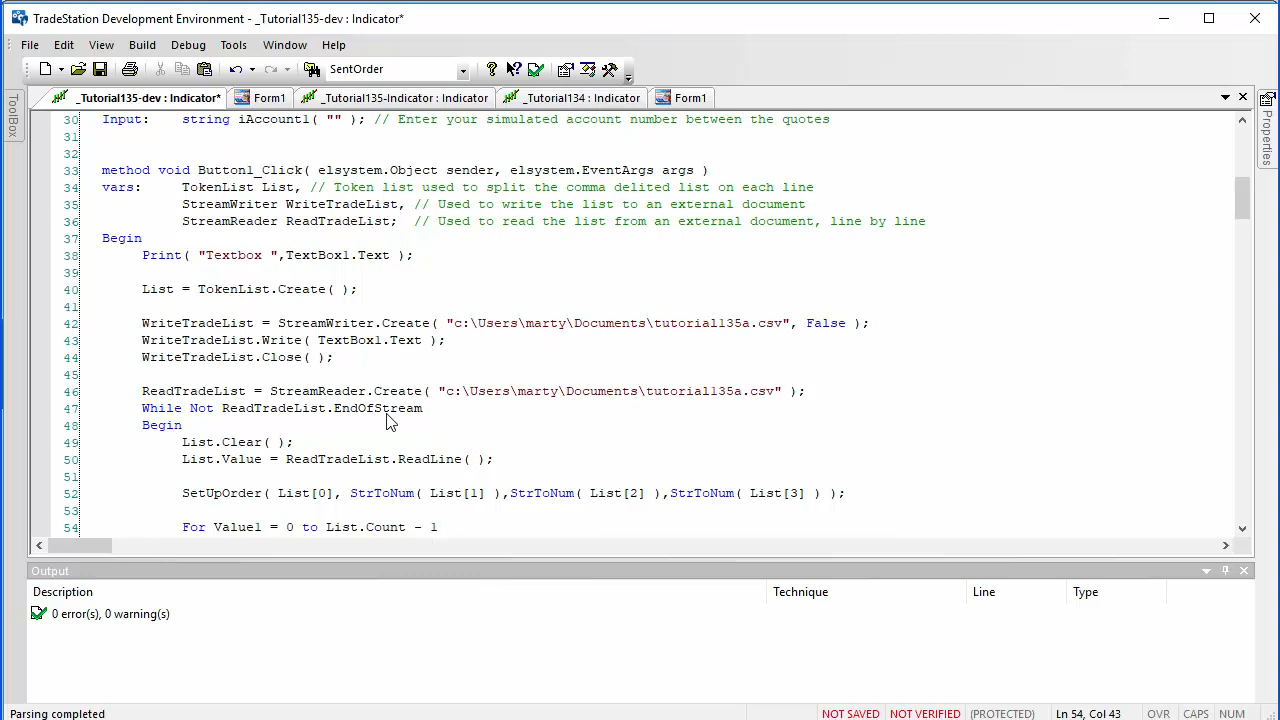 TradeStation Development Environment - _Tutorial135-dev : Indicator*
File Edit View Build Debug Tools Window Help
SentOrder
ToolBox
_Tutorial135-dev : Indicator* Form1 _Tutorial135-Indicator : Indicator _Tutorial134 : Indicator Form1
Properties
30 Input: string iAccount1( "" ); // Enter your simulated account number between the quotes
31
32
33 method void Button1_Click( elsystem.Object sender, elsystem.EventArgs args )
34 vars: TokenList List, // Token list used to split the comma delited list on each line
35 StreamWriter WriteTradeList, // Used to write the list to an external document
36 StreamReader ReadTradeList; // Used to read the list from an external document, line by line
37 Begin
38 Print( "Textbox ",TextBox1.Text );
39
40 List = TokenList.Create( );
41
42 WriteTradeList = StreamWriter.Create( "c:\Users\marty\Documents\tutorial135a.csv", False );
43 WriteTradeList.Write( TextBox1.Text );
44 WriteTradeList.Close( );
45
46 ReadTradeList = StreamReader.Create( "c:\Users\marty\Documents\tutorial135a.csv" );
47 While Not ReadTradeList.EndOfStream
48 Begin
49 List.Clear( );
50 List.Value = ReadTradeList.ReadLine( );
51
52 SetUpOrder( List[0], StrToNum( List[1] ),StrToNum( List[2] ),StrToNum( List[3] ) );
53
54 For Value1 = 0 to List.Count - 1
Output
Description Technique Line Type
0 error(s), 0 warning(s)
Parsing completed NOT SAVED NOT VERIFIED (PROTECTED) Ln 54, Col 43 OVR CAPS NUM